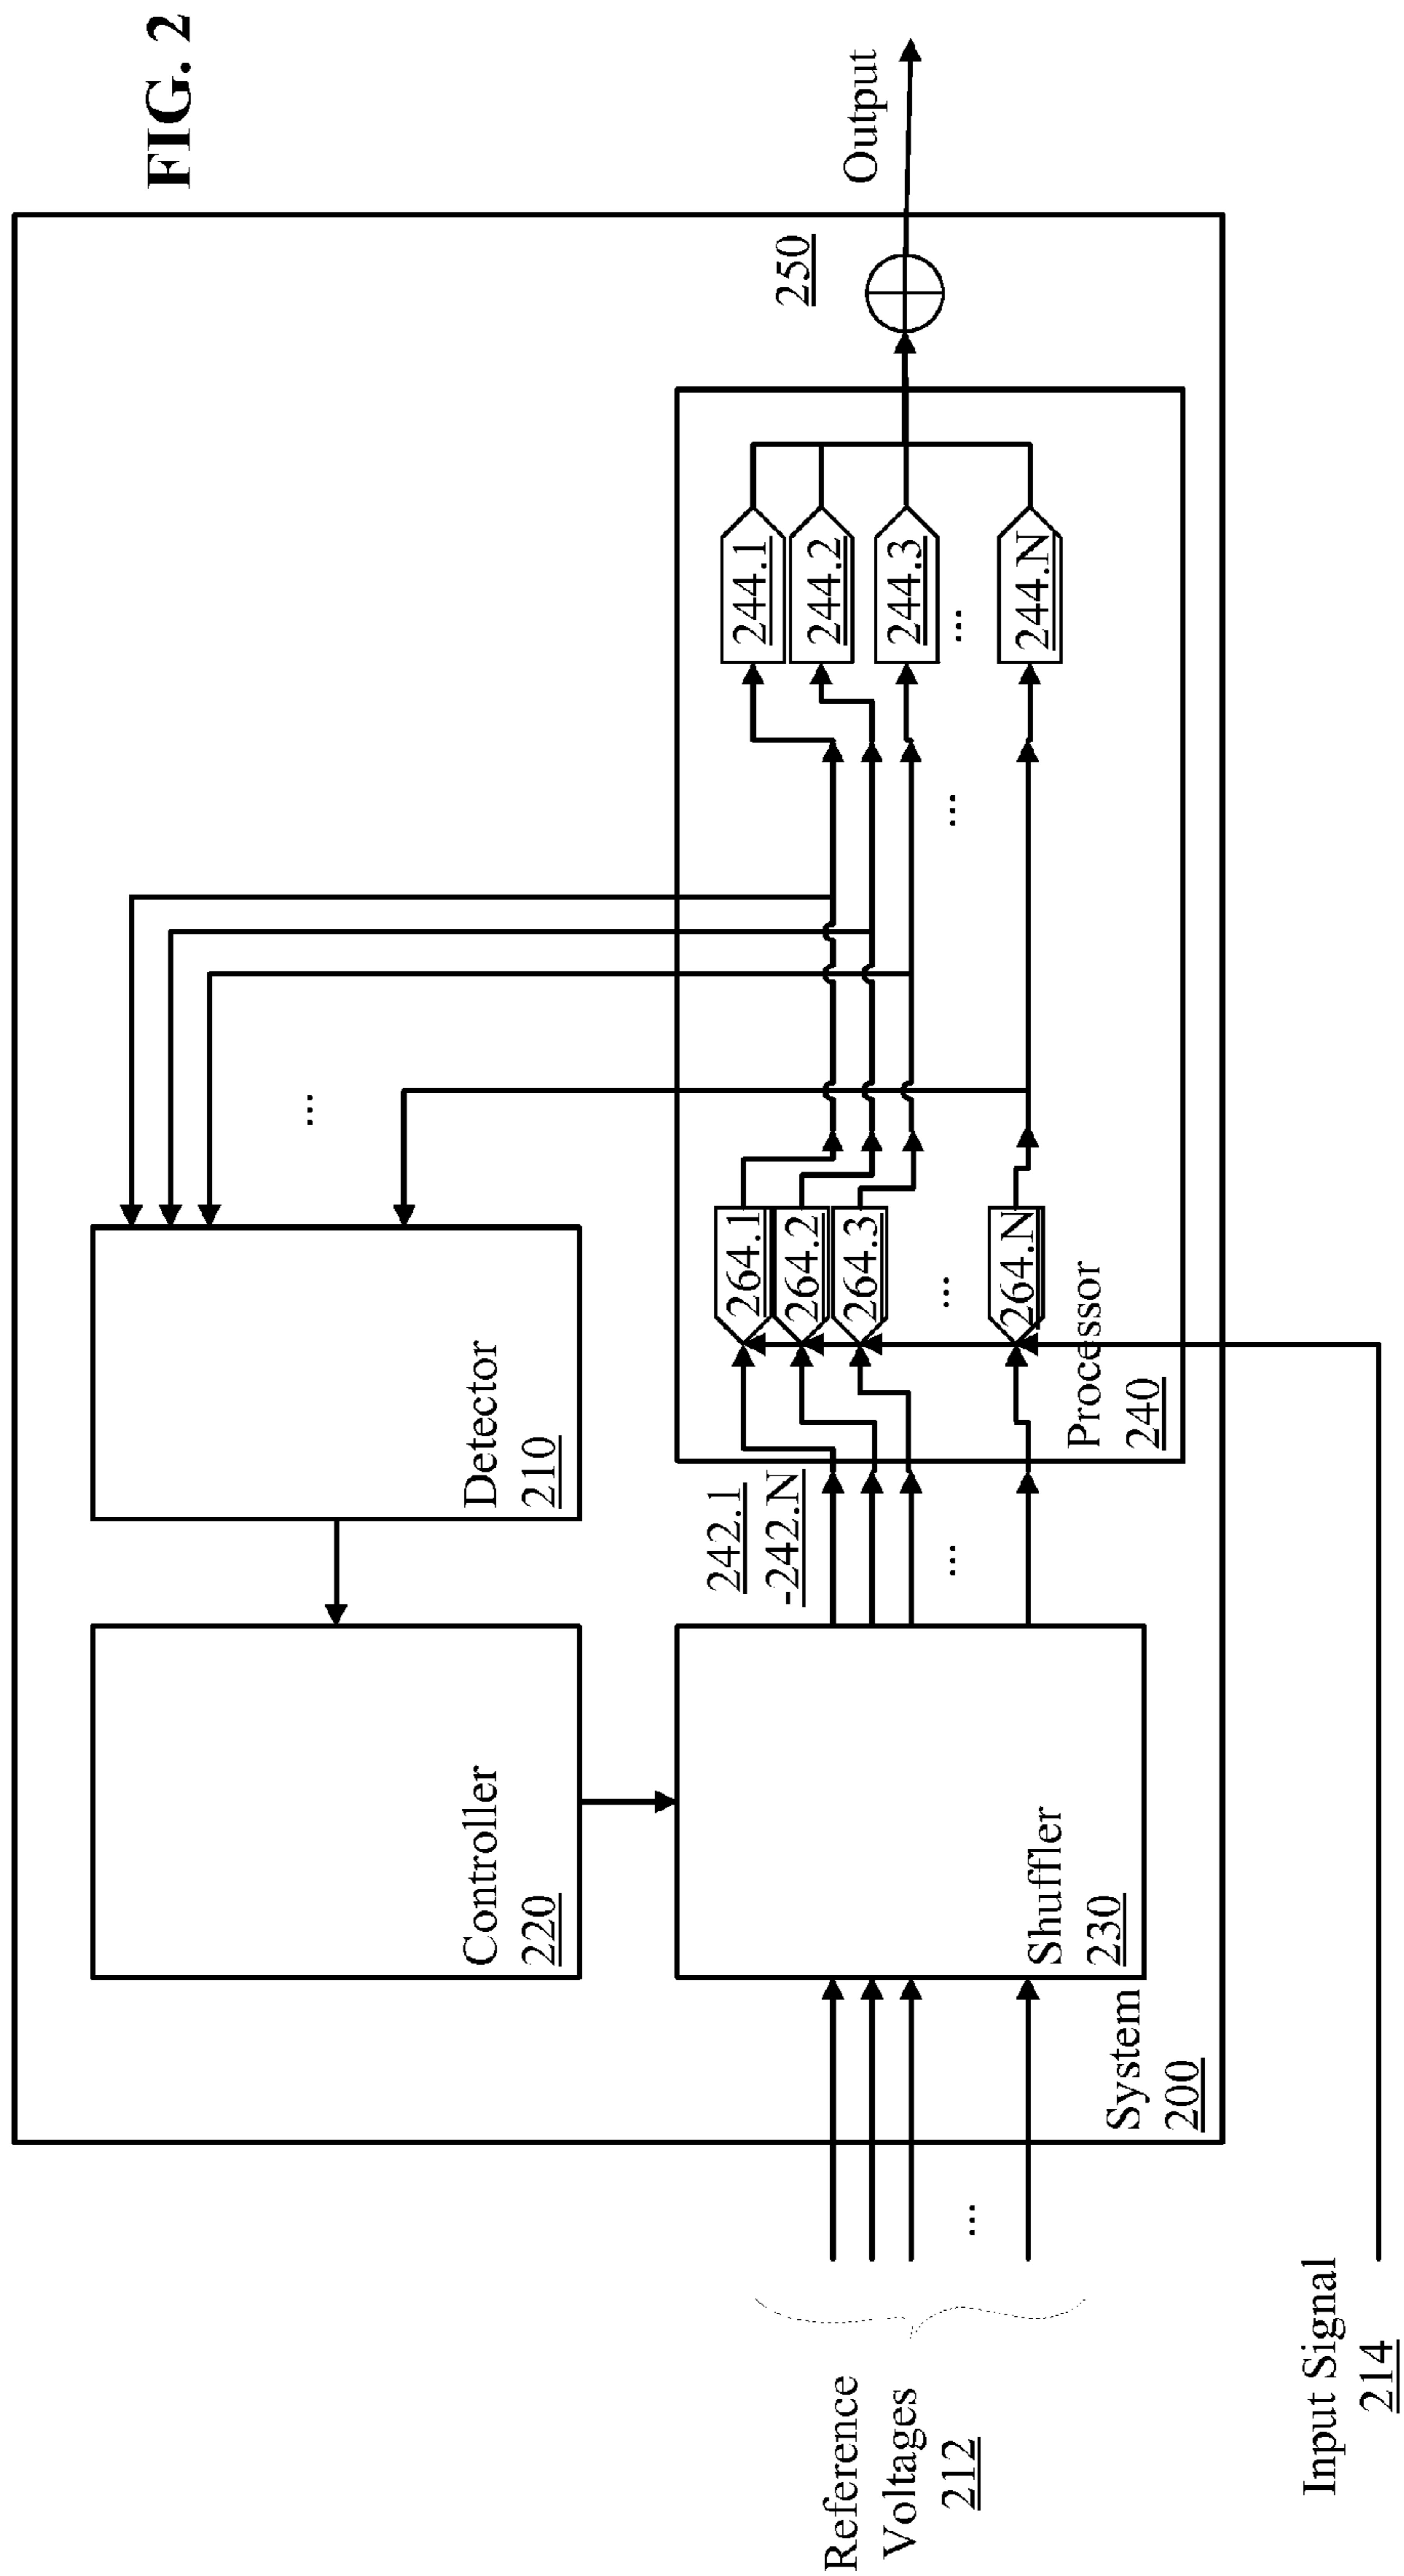 FIG. 2
Detector
210
Controller
220
250
Output
242.1
-242.N
264.1
264.2
264.3
...
264.N
244.1
244.2
244.3
...
244.N
...
...
...
Processor
240
Shuffler
230
System
200
Reference
Voltages
212
...
Input Signal
214